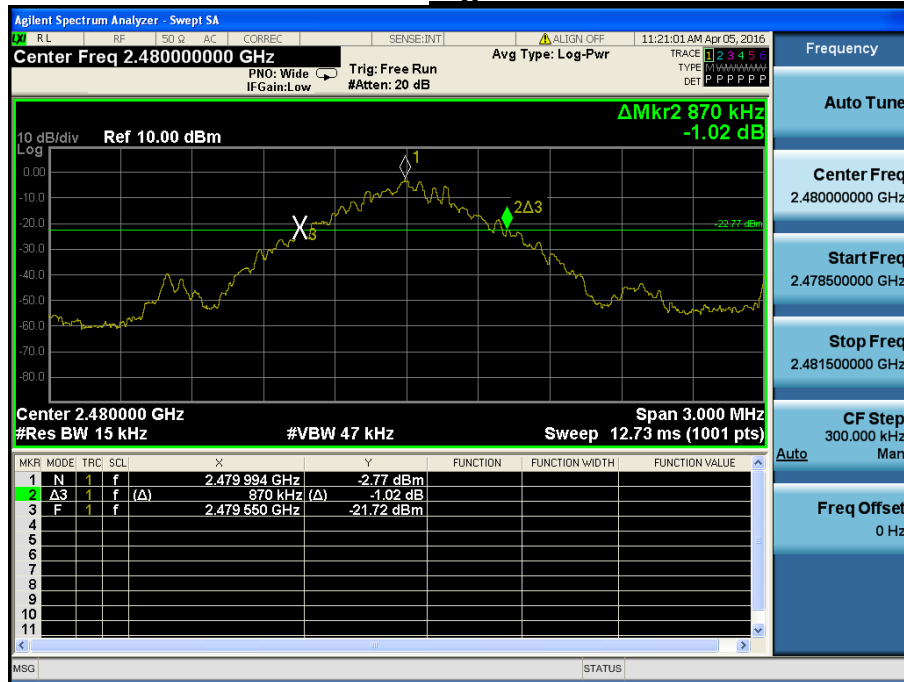 Agilent Spectrum Analyzer - Swept SA
LXI RL RF 50 Ω AC CORREC SENSE:INT ALIGN OFF 11:21:01 AM Apr 05, 2016
Center Freq 2.480000000 GHz
PNO: Wide
IFGain:Low
Trig: Free Run
#Atten: 20 dB
Avg Type: Log-Pwr
TRACE 1 2 3 4 5 6
TYPE M WWWWW
DET P P P P P P
ΔMkr2 870 kHz
-1.02 dB
10 dB/div Ref 10.00 dBm
Log
0.00
-10.0
-20.0
-30.0
-40.0
-50.0
-60.0
-70.0
-80.0
1
2Δ3
3
-22.77 dBm
Center 2.480000 GHz Span 3.000 MHz
#Res BW 15 kHz #VBW 47 kHz Sweep 12.73 ms (1001 pts)
MKR MODE TRC SCL X Y FUNCTION FUNCTION WIDTH FUNCTION VALUE
1 N 1 f 2.479 994 GHz -2.77 dBm
2 Δ3 1 f (Δ) 870 kHz (Δ) -1.02 dB
3 F 1 f 2.479 550 GHz -21.72 dBm
4
5
6
7
8
9
10
11
MSG STATUS
Frequency
Auto Tune
Center Freq
2.480000000 GHz
Start Freq
2.478500000 GHz
Stop Freq
2.481500000 GHz
CF Step
300.000 kHz
Auto Man
Freq Offset
0 Hz